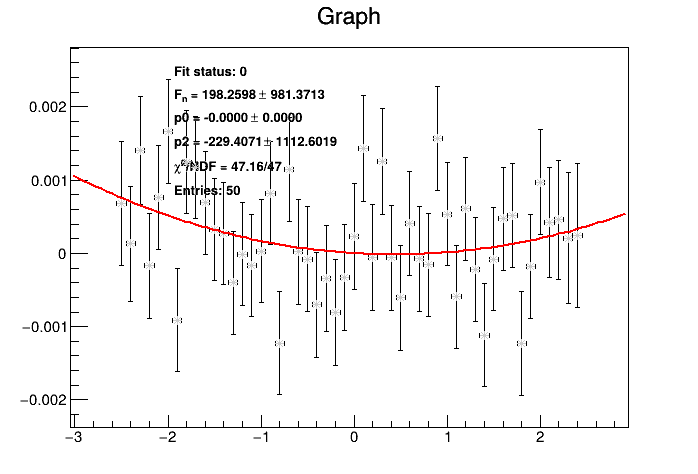 Graph
Fit status: 0
Fn = 198.2598 ± 981.3713
p0 = -0.0000 ± 0.0000
p2 = -229.4071 ± 1112.6019
χ²/NDF = 47.16/47
Entries: 50
0.002
0.001
0
−0.001
−0.002
−3 −2 −1 0 1 2